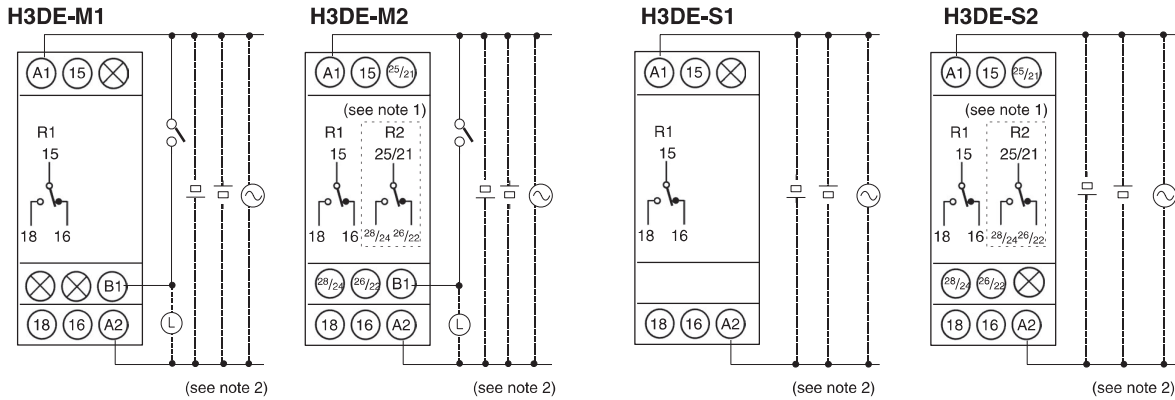 H3DE-M1
A1 15
R1
15
18 16
B1
18 16 A2
L
(see note 2)
H3DE-M2
A1 15 25/21
(see note 1)
R1 R2
15 25/21
18 16 28/24 26/22
28/24 26/22 B1
18 16 A2
L
(see note 2)
H3DE-S1
A1 15
R1
15
18 16
18 16 A2
(see note 2)
H3DE-S2
A1 15 25/21
(see note 1)
R1 R2
15 25/21
18 16 28/24 26/22
28/24 26/22
18 16 A2
(see note 2)